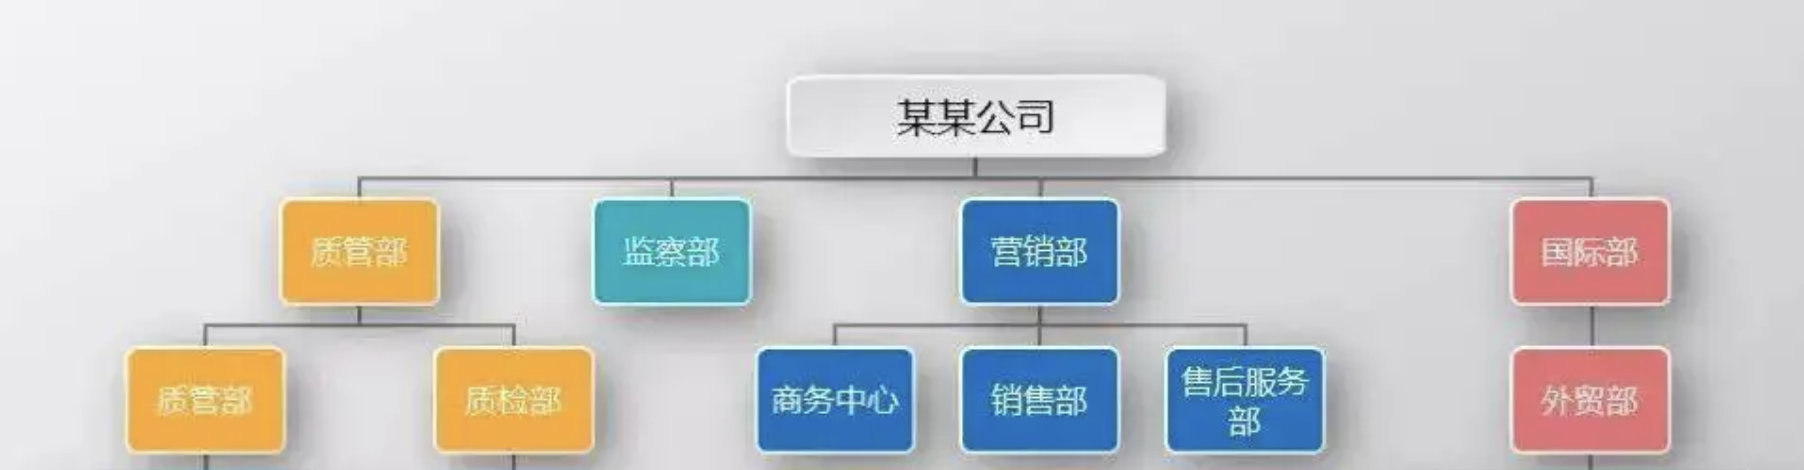 某某公司
质管部
监察部
营销部
国际部
质管部
质检部
商务中心
销售部
售后服务
部
外贸部